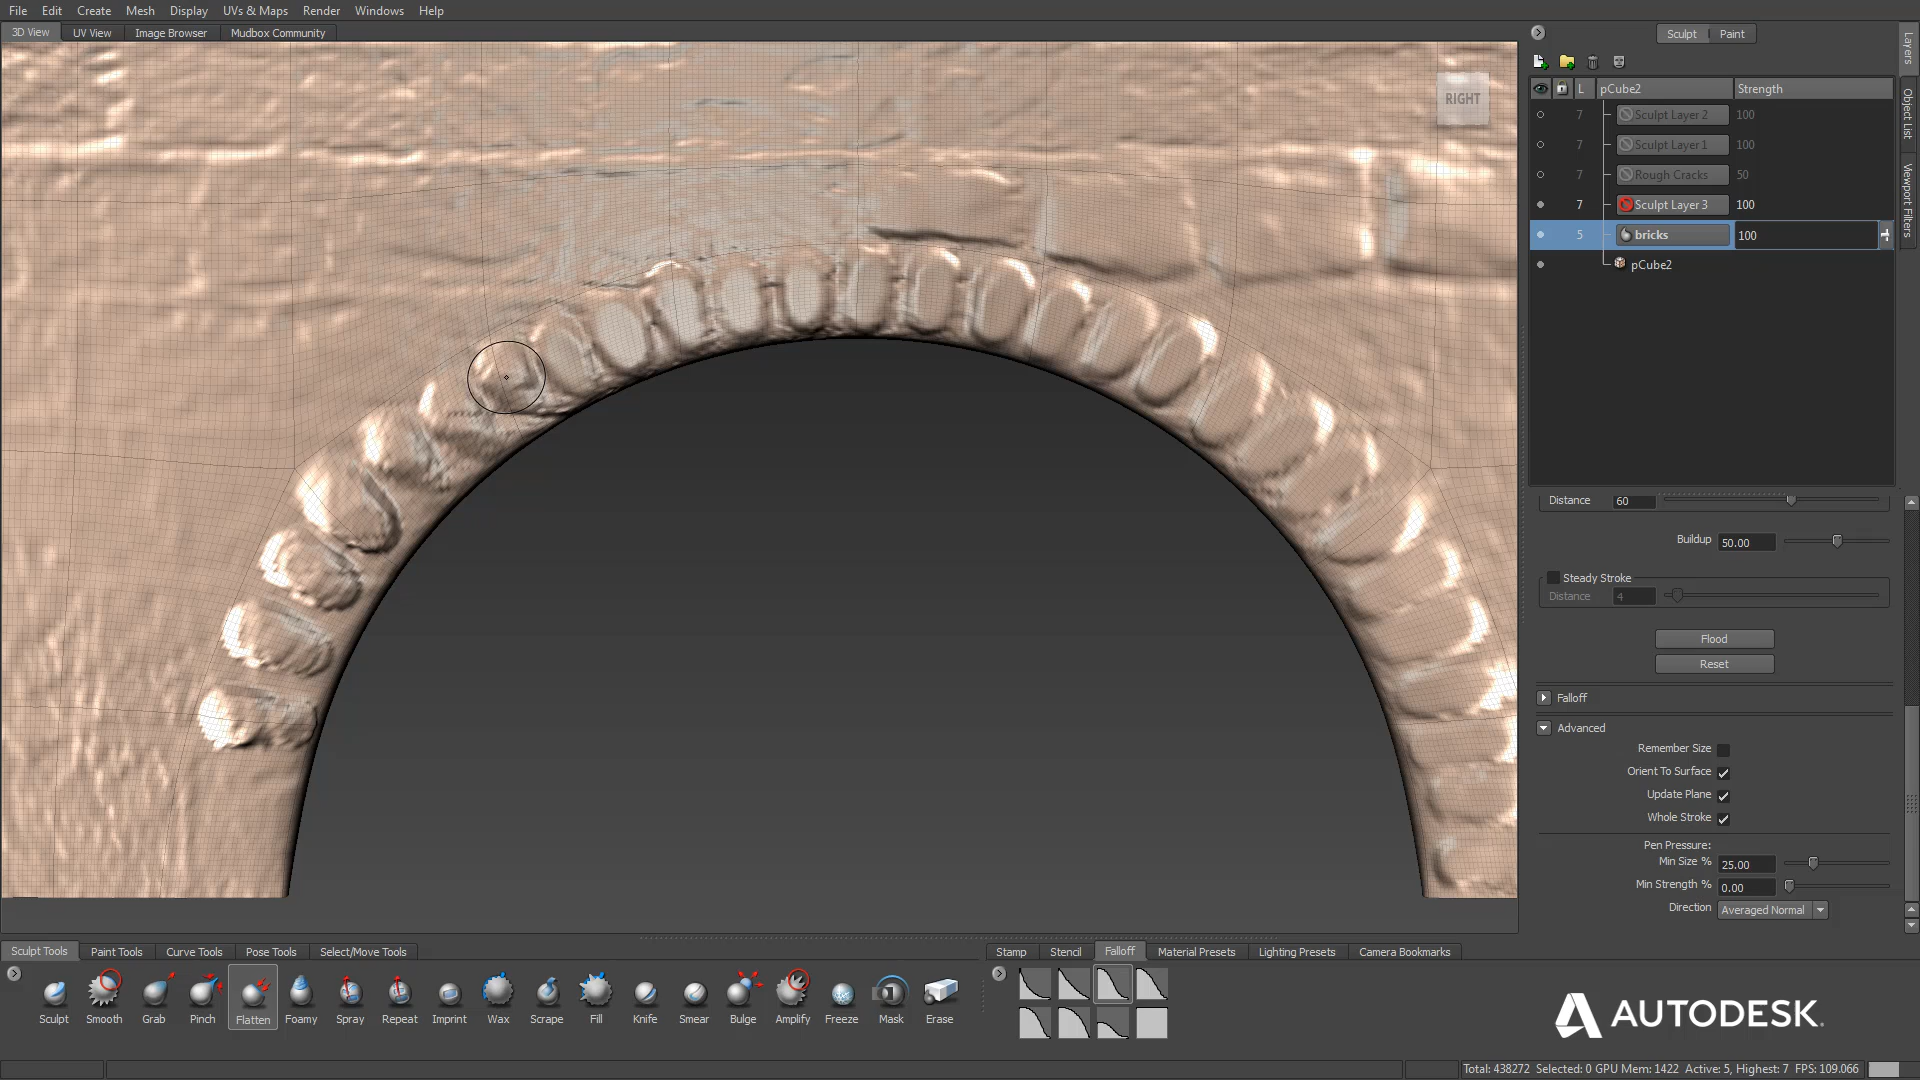 File Edit Create Mesh Display UVs & Maps Render Windows Help
3D View UV View Image Browser Mudbox Community
Sculpt Paint
Layers
Object List
Viewport Filters
RIGHT
L pCube2 Strength
7 Sculpt Layer 2 100
7 Sculpt Layer 1 100
7 Rough Cracks 50
7 Sculpt Layer 3 100
5 bricks 100
pCube2
Distance 60
Buildup 50.00
Steady Stroke
Distance 4
Flood
Reset
Falloff
Advanced
Remember Size
Orient To Surface
Update Plane
Whole Stroke
Pen Pressure:
Min Size % 25.00
Min Strength % 0.00
Direction Averaged Normal
Sculpt Tools Paint Tools Curve Tools Pose Tools Select/Move Tools
Stamp Stencil Falloff Material Presets Lighting Presets Camera Bookmarks
Sculpt Smooth Grab Pinch Flatten Foamy Spray Repeat Imprint Wax Scrape Fill Knife Smear Bulge Amplify Freeze Mask Erase
AUTODESK.
Total: 438272 Selected: 0 GPU Mem: 1422 Active: 5, Highest: 7 FPS: 109.066